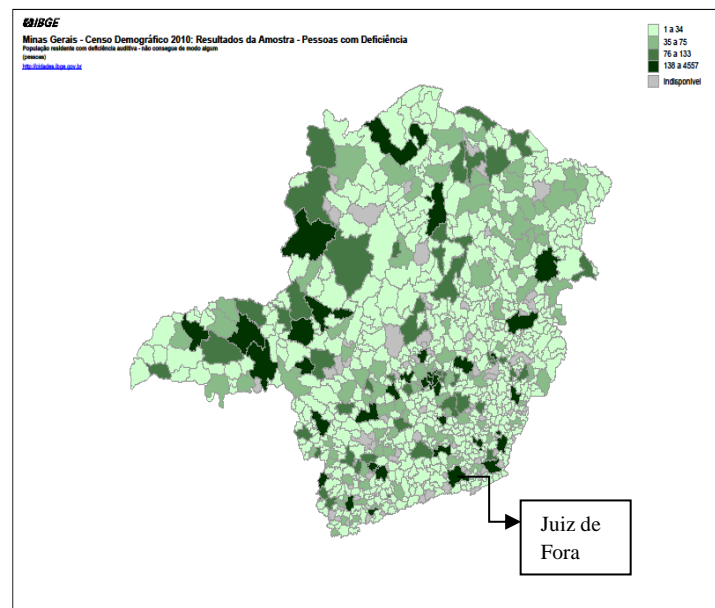 IBGE
Minas Gerais - Censo Demográfico 2010: Resultados da Amostra - Pessoas com Deficiência
População residente com deficiência auditiva - não consegue de modo algum
(pessoas)
http://cidades.ibge.gov.br
1 a 34
35 a 75
76 a 133
138 a 4557
Indisponível
Juiz de
Fora